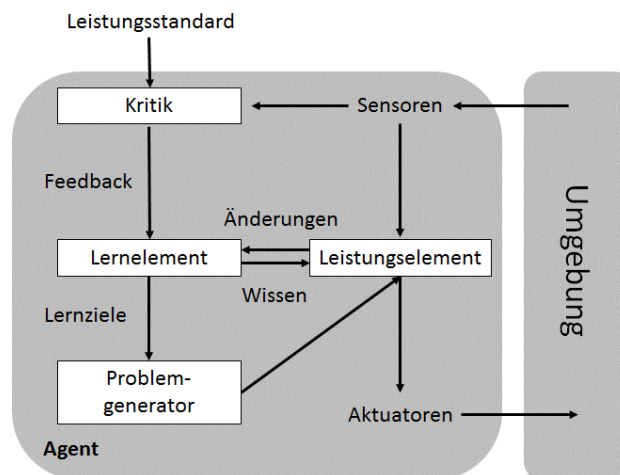 Leistungsstandard
Kritik
Sensoren
Feedback
Änderungen
Lernelement
Leistungselement
Wissen
Lernziele
Problem-
generator
Aktuatoren
Agent
Umgebung